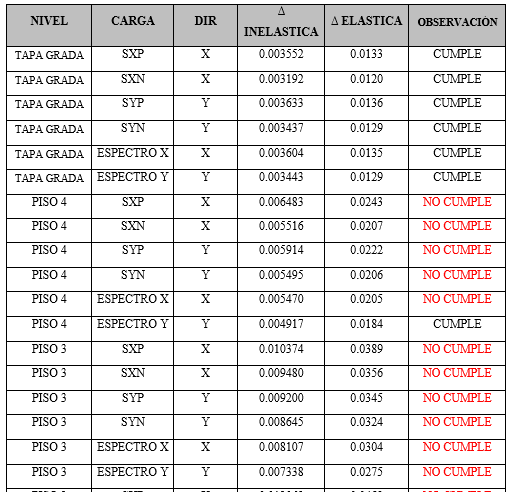 NIVEL CARGA DIR Δ INELASTICA Δ ELASTICA OBSERVACIÓN
TAPA GRADA SXP X 0.003552 0.0133 CUMPLE
TAPA GRADA SXN X 0.003192 0.0120 CUMPLE
TAPA GRADA SYP Y 0.003633 0.0136 CUMPLE
TAPA GRADA SYN Y 0.003437 0.0129 CUMPLE
TAPA GRADA ESPECTRO X X 0.003604 0.0135 CUMPLE
TAPA GRADA ESPECTRO Y Y 0.003443 0.0129 CUMPLE
PISO 4 SXP X 0.006483 0.0243 NO CUMPLE
PISO 4 SXN X 0.005516 0.0207 NO CUMPLE
PISO 4 SYP Y 0.005914 0.0222 NO CUMPLE
PISO 4 SYN Y 0.005495 0.0206 NO CUMPLE
PISO 4 ESPECTRO X X 0.005470 0.0205 NO CUMPLE
PISO 4 ESPECTRO Y Y 0.004917 0.0184 CUMPLE
PISO 3 SXP X 0.010374 0.0389 NO CUMPLE
PISO 3 SXN X 0.009480 0.0356 NO CUMPLE
PISO 3 SYP Y 0.009200 0.0345 NO CUMPLE
PISO 3 SYN Y 0.008645 0.0324 NO CUMPLE
PISO 3 ESPECTRO X X 0.008107 0.0304 NO CUMPLE
PISO 3 ESPECTRO Y Y 0.007338 0.0275 NO CUMPLE